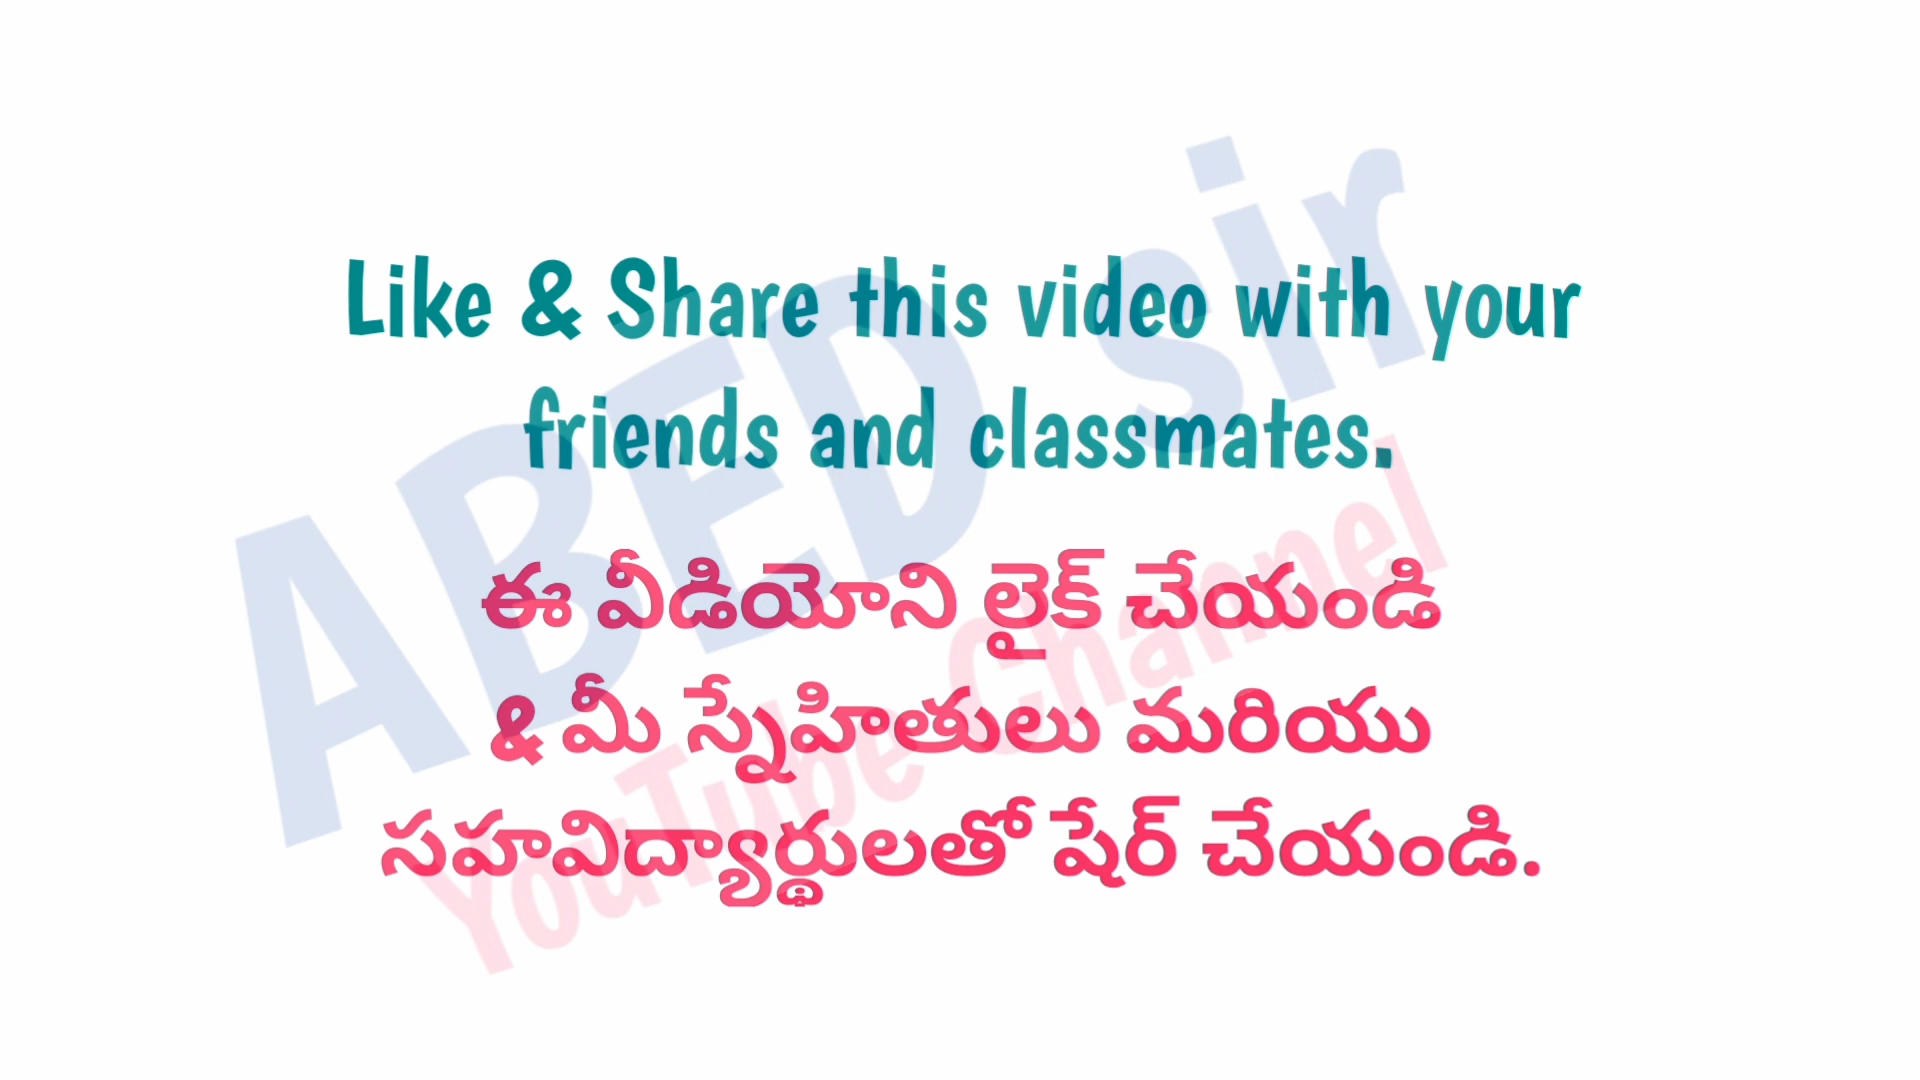 Like & Share this video with your
friends and classmates.
ఈ వీడియోని లైక్ చేయండి
& మీ స్నేహితులు మరియు
సహవిద్యార్థులతో షేర్ చేయండి.
ABED sir
YouTube Channel